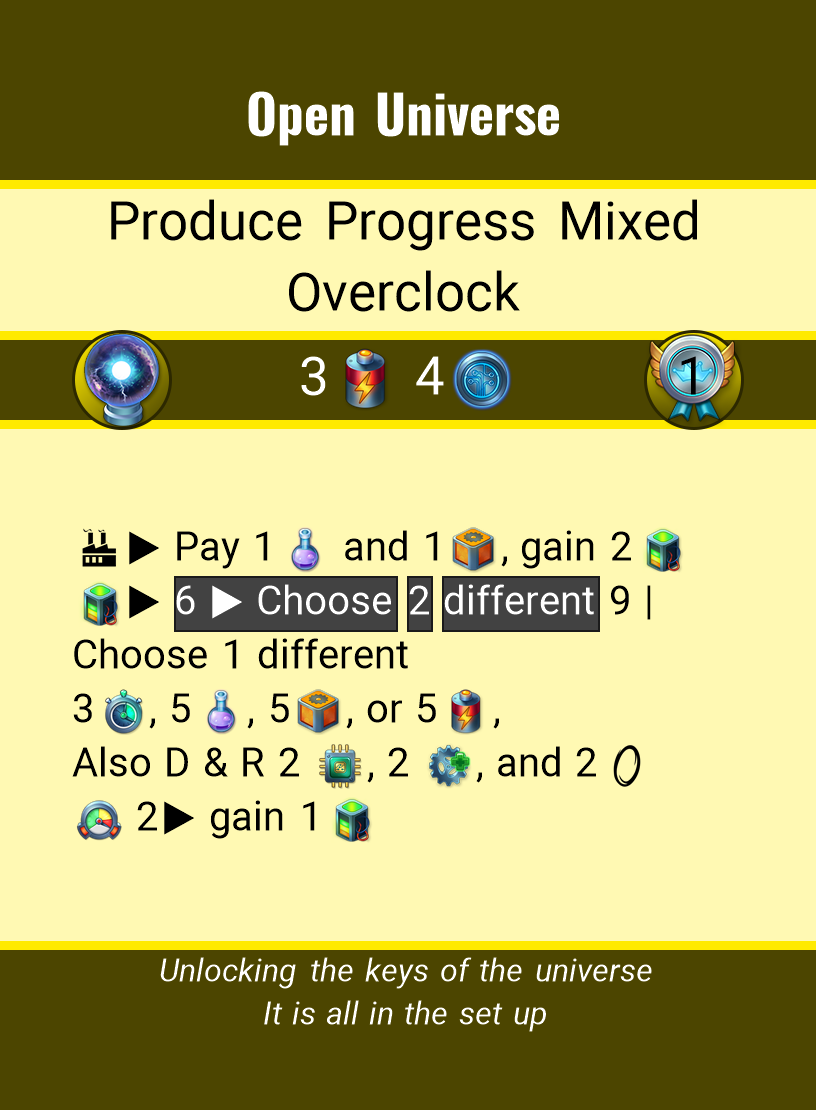 Open Universe
Produce Progress Mixed
Overclock
3 4 1
▶ Pay 1 and 1, gain 2
▶ 6 ▶ Choose 2 different 9 |
Choose 1 different
3, 5, 5, or 5,
Also D & R 2, 2, and 2
2▶ gain 1
Unlocking the keys of the universe
It is all in the set up